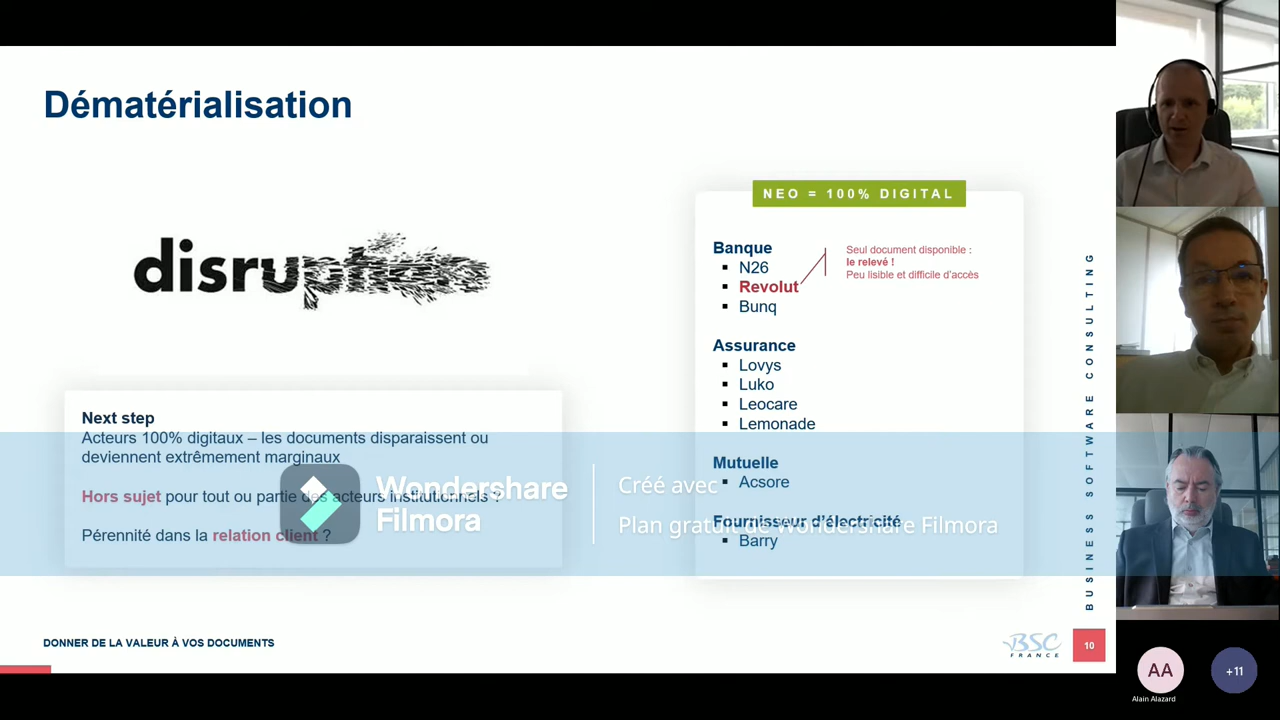 Dématérialisation
disruption
NEO = 100% DIGITAL
Banque
▪ N26
▪ Revolut
▪ Bunq
Seul document disponible :
le relevé !
Peu lisible et difficile d'accès
Assurance
▪ Lovys
▪ Luko
▪ Leocare
▪ Lemonade
Mutuelle
▪ Acsore
Fournisseur d'électricité
▪ Barry
Next step
Acteurs 100% digitaux – les documents disparaissent ou
deviennent extrêmement marginaux
Hors sujet pour tout ou partie des acteurs institutionnels ?
Pérennité dans la relation client ?
Wondershare
Filmora
Créé avec
Plan gratuit de Wondershare Filmora
BUSINESS SOFTWARE CONSULTING
DONNER DE LA VALEUR À VOS DOCUMENTS
BSC
FRANCE
10
AA
Alain Alazard
+11